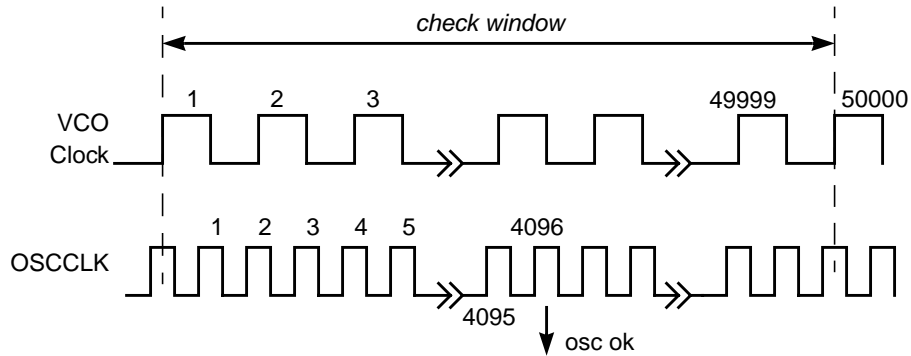 check window
1 2 3 49999 50000
VCO
Clock
1 2 3 4 5 4096
OSCCLK
4095
osc ok